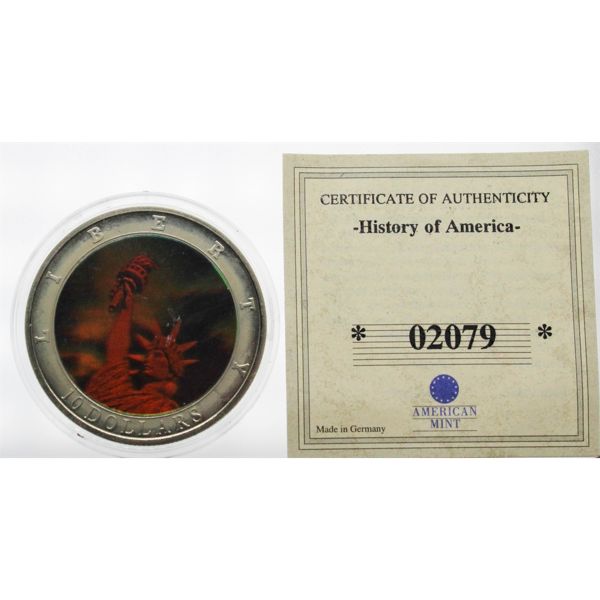 LIBERTY
10 DOLLARS
CERTIFICATE OF AUTHENTICITY
-History of America-
* 02079 *
AMERICAN
MINT
Made in Germany